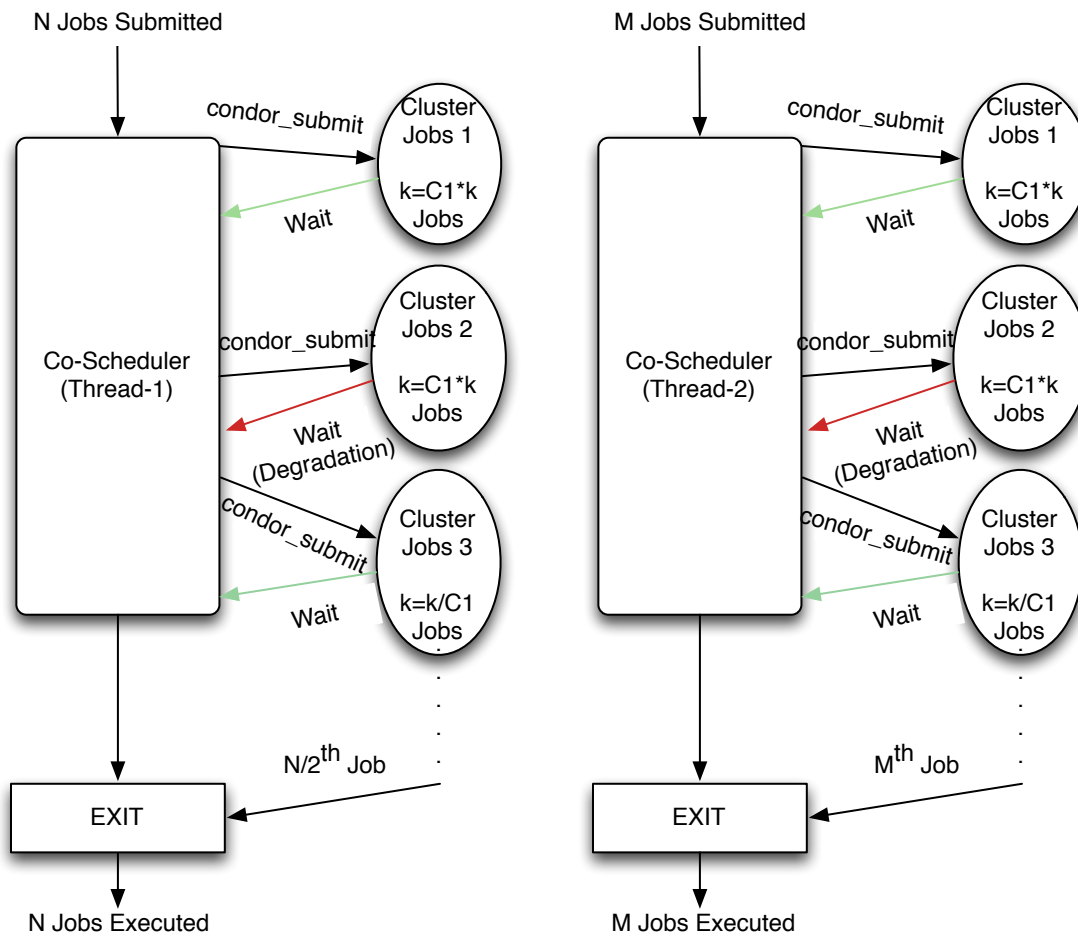 N Jobs Submitted
condor_submit
Cluster
Jobs 1
k=C1*k
Jobs
Wait
Co-Scheduler
(Thread-1)
condor_submit
Cluster
Jobs 2
k=C1*k
Jobs
Wait
(Degradation)
condor_submit
Cluster
Jobs 3
k=k/C1
Jobs
Wait
N/2th Job
EXIT
N Jobs Executed
M Jobs Submitted
condor_submit
Cluster
Jobs 1
k=C1*k
Jobs
Wait
Co-Scheduler
(Thread-2)
condor_submit
Cluster
Jobs 2
k=C1*k
Jobs
Wait
(Degradation)
condor_submit
Cluster
Jobs 3
k=k/C1
Jobs
Wait
Mth Job
EXIT
M Jobs Executed